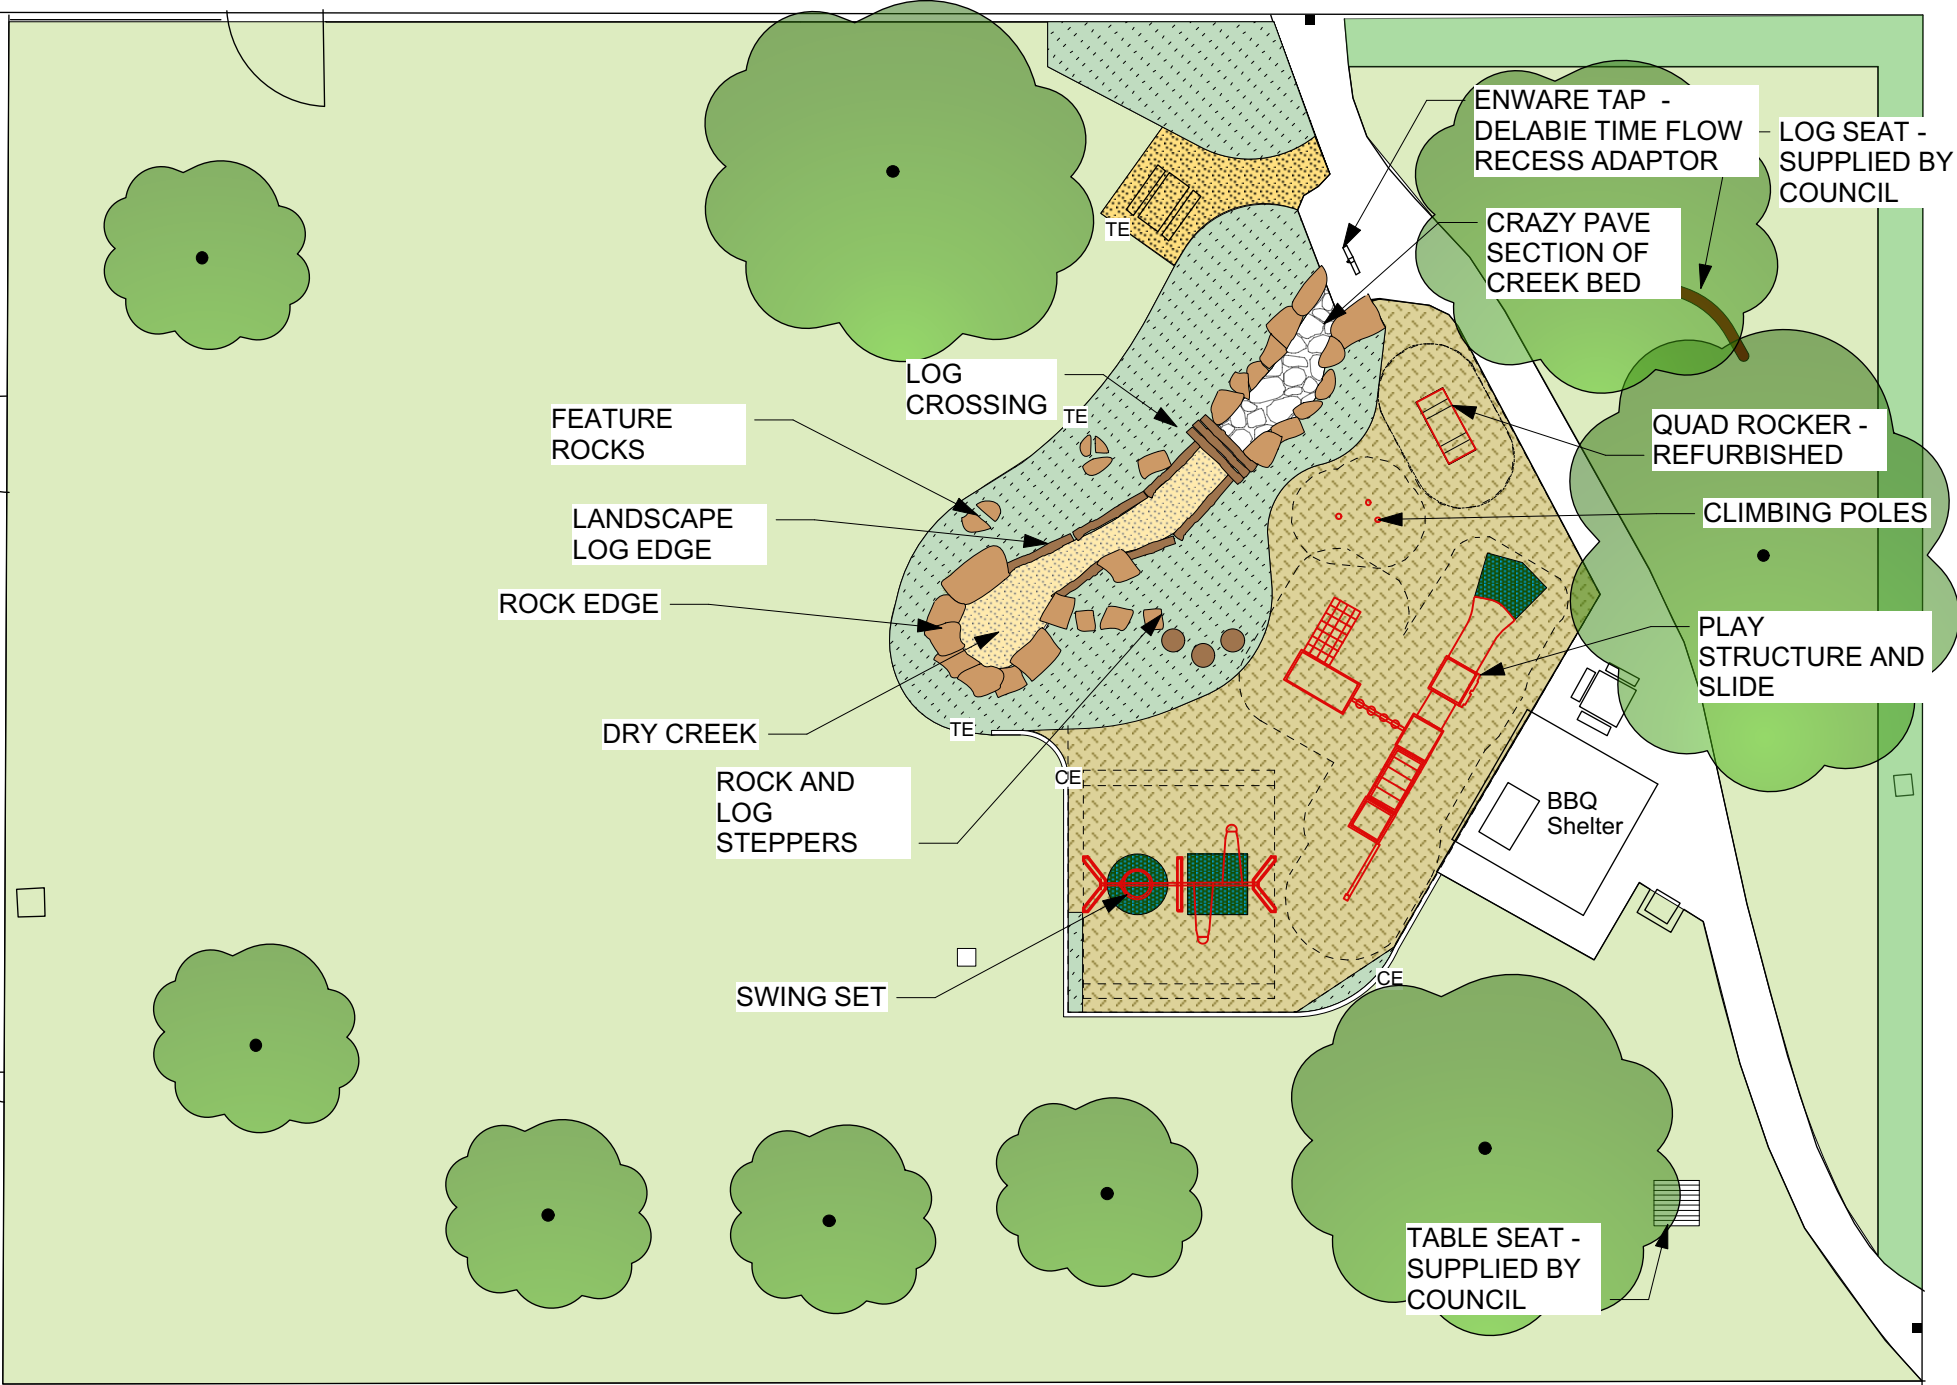 ENWARE TAP -
DELABIE TIME FLOW
RECESS ADAPTOR
LOG SEAT -
SUPPLIED BY
COUNCIL
CRAZY PAVE
SECTION OF
CREEK BED
TE
LOG
CROSSING
TE
FEATURE
ROCKS
QUAD ROCKER -
REFURBISHED
LANDSCAPE
LOG EDGE
CLIMBING POLES
ROCK EDGE
PLAY
STRUCTURE AND
SLIDE
DRY CREEK
TE
CE
ROCK AND
LOG
STEPPERS
BBQ
Shelter
SWING SET
CE
TABLE SEAT -
SUPPLIED BY
COUNCIL